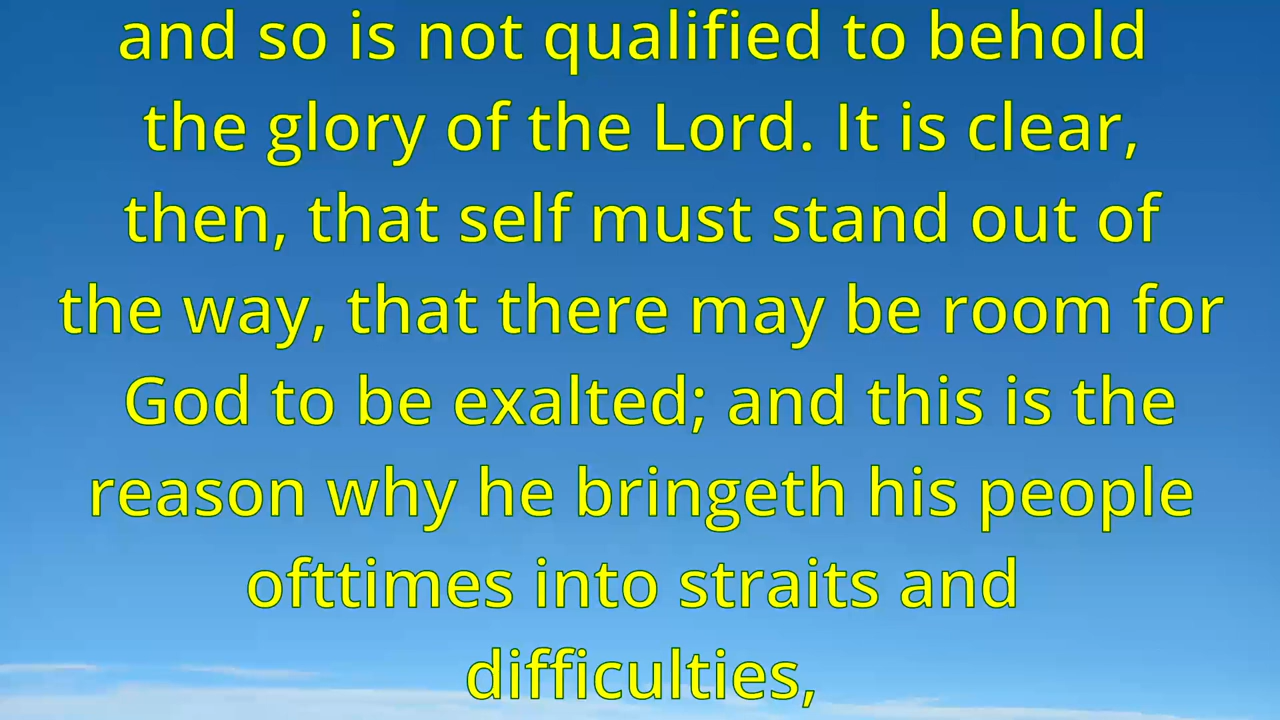 and so is not qualified to behold
the glory of the Lord. It is clear,
then, that self must stand out of
the way, that there may be room for
God to be exalted; and this is the
reason why he bringeth his people
ofttimes into straits and
difficulties,